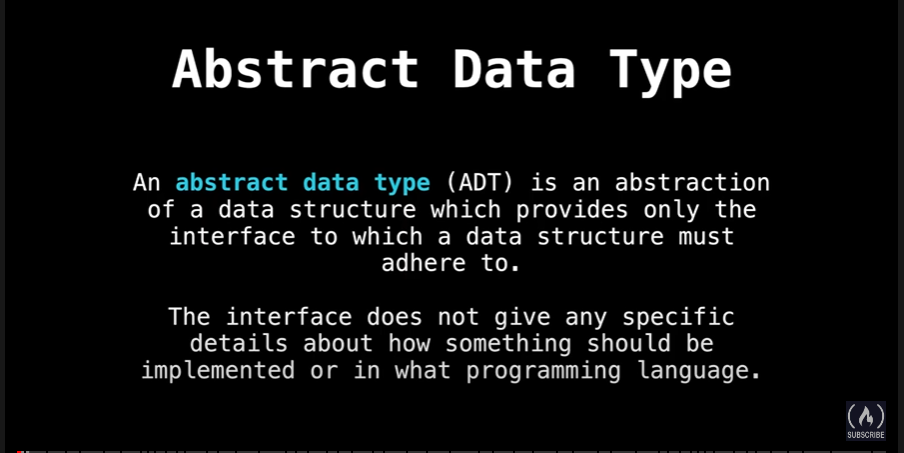 Abstract Data Type
An abstract data type (ADT) is an abstraction
of a data structure which provides only the
interface to which a data structure must
adhere to.
The interface does not give any specific
details about how something should be
implemented or in what programming language.
SUBSCRIBE